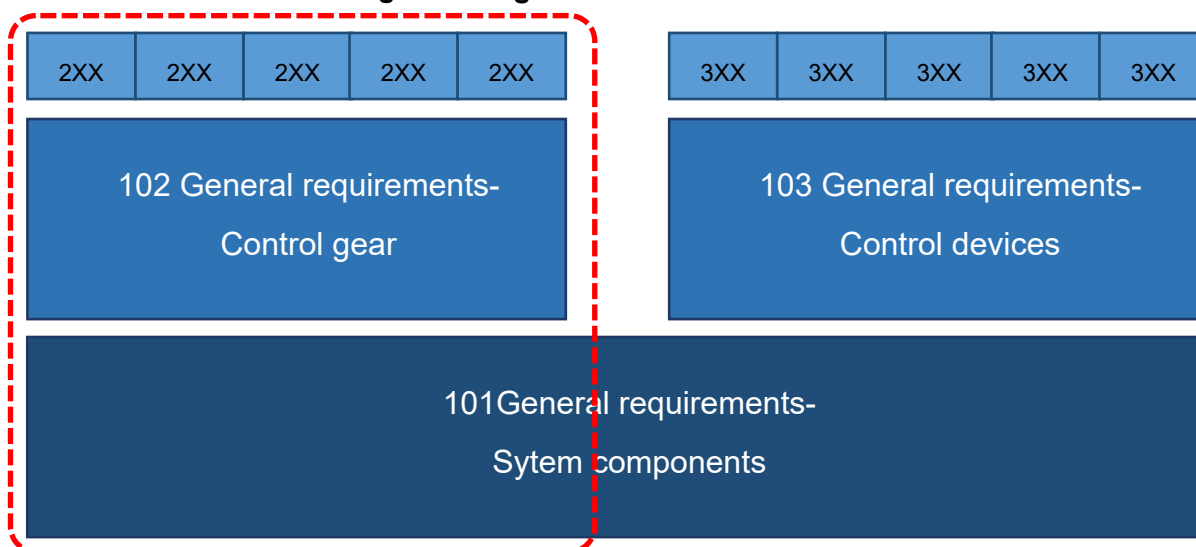 2XX 2XX 2XX 2XX 2XX 3XX 3XX 3XX 3XX 3XX
102 General requirements-
Control gear
103 General requirements-
Control devices
101General requirements-
Sytem components